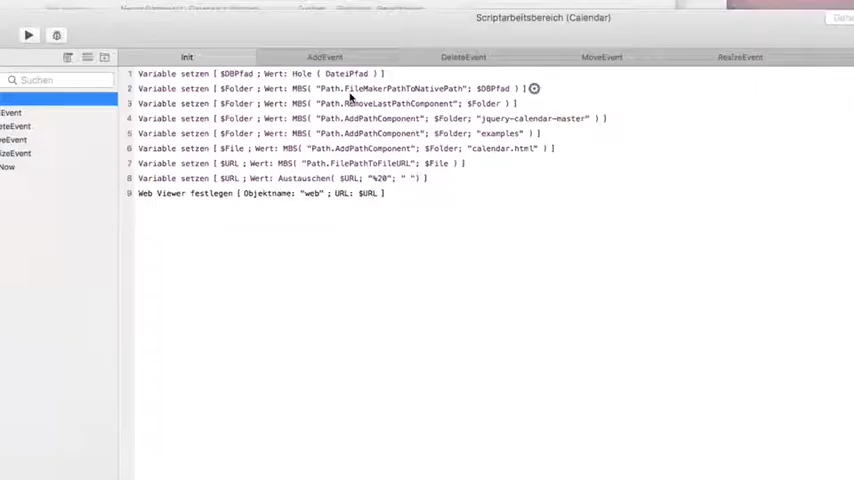 Scriptarbeitsbereich (Calendar)
Init
AddEvent
DeleteEvent
MoveEvent
ResizeEvent
Suchen
Event
eteEvent
veEvent
izeEvent
Now
1 Variable setzen [ $DBPfad ; Wert: Hole ( DateiPfad ) ]
2 Variable setzen [ $Folder ; Wert: MBS( "Path.FileMakerPathToNativePath"; $DBPfad ) ]
3 Variable setzen [ $Folder ; Wert: MBS( "Path.RemoveLastPathComponent"; $Folder ) ]
4 Variable setzen [ $Folder ; Wert: MBS( "Path.AddPathComponent"; $Folder; "jquery-calendar-master" ) ]
5 Variable setzen [ $Folder ; Wert: MBS( "Path.AddPathComponent"; $Folder; "examples" ) ]
6 Variable setzen [ $File ; Wert: MBS( "Path.AddPathComponent"; $Folder; "calendar.html" ) ]
7 Variable setzen [ $URL ; Wert: MBS( "Path.FilePathToFileURL"; $File ) ]
8 Variable setzen [ $URL ; Wert: Austauschen( $URL; "%20"; " ") ]
9 Web Viewer festlegen [ Objektname: "web" ; URL: $URL ]